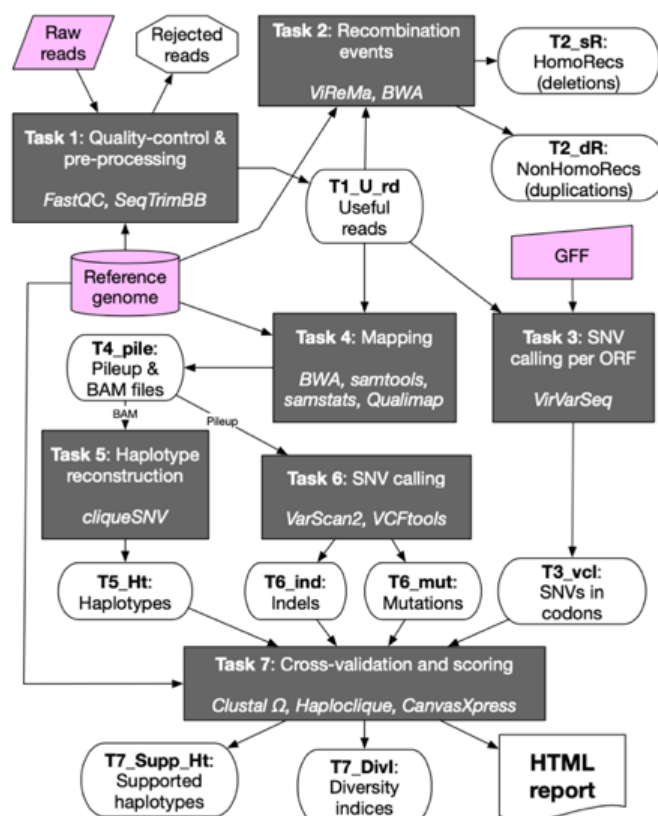 Raw
reads
Rejected
reads
Task 2: Recombination
events
ViReMa, BWA
T2_sR:
HomoRecs
(deletions)
Task 1: Quality-control &
pre-processing
FastQC, SeqTrimBB
T2_dR:
NonHomoRecs
(duplications)
T1_U_rd
Useful
reads
GFF
Reference
genome
T4_pile:
Pileup &
BAM files
Task 4: Mapping
BWA, samtools,
samstats, Qualimap
Task 3: SNV
calling per ORF
VirVarSeq
BAM
Pileup
Task 5: Haplotype
reconstruction
cliqueSNV
Task 6: SNV calling
VarScan2, VCFtools
T5_Ht:
Haplotypes
T6_ind:
Indels
T6_mut:
Mutations
T3_vcl:
SNVs in
codons
Task 7: Cross-validation and scoring
Clustal Ω, Haploclique, CanvasXpress
T7_Supp_Ht:
Supported
haplotypes
T7_DivI:
Diversity
indices
HTML
report